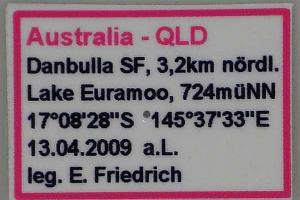 Australia - QLD
Danbulla SF, 3,2km nördl.
Lake Euramoo, 724müNN
17°08'28"S 145°37'33"E
13.04.2009 a.L.
leg. E. Friedrich